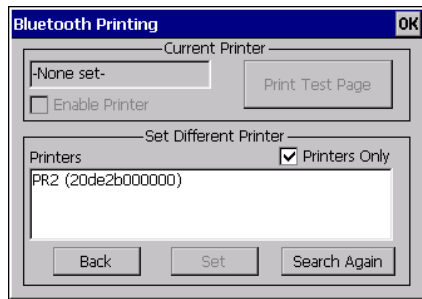 Bluetooth Printing OK
Current Printer
-None set-
Print Test Page
Enable Printer
Set Different Printer
Printers Printers Only
PR2 (20de2b000000)
Back Set Search Again